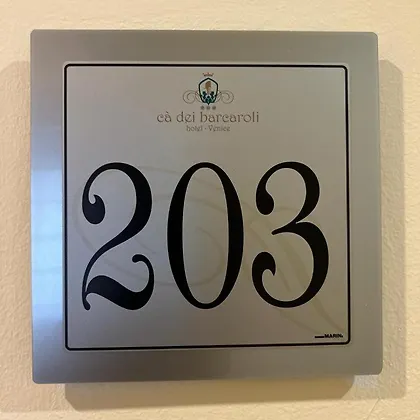 cà dei barcaroli
hotel - Venice
203